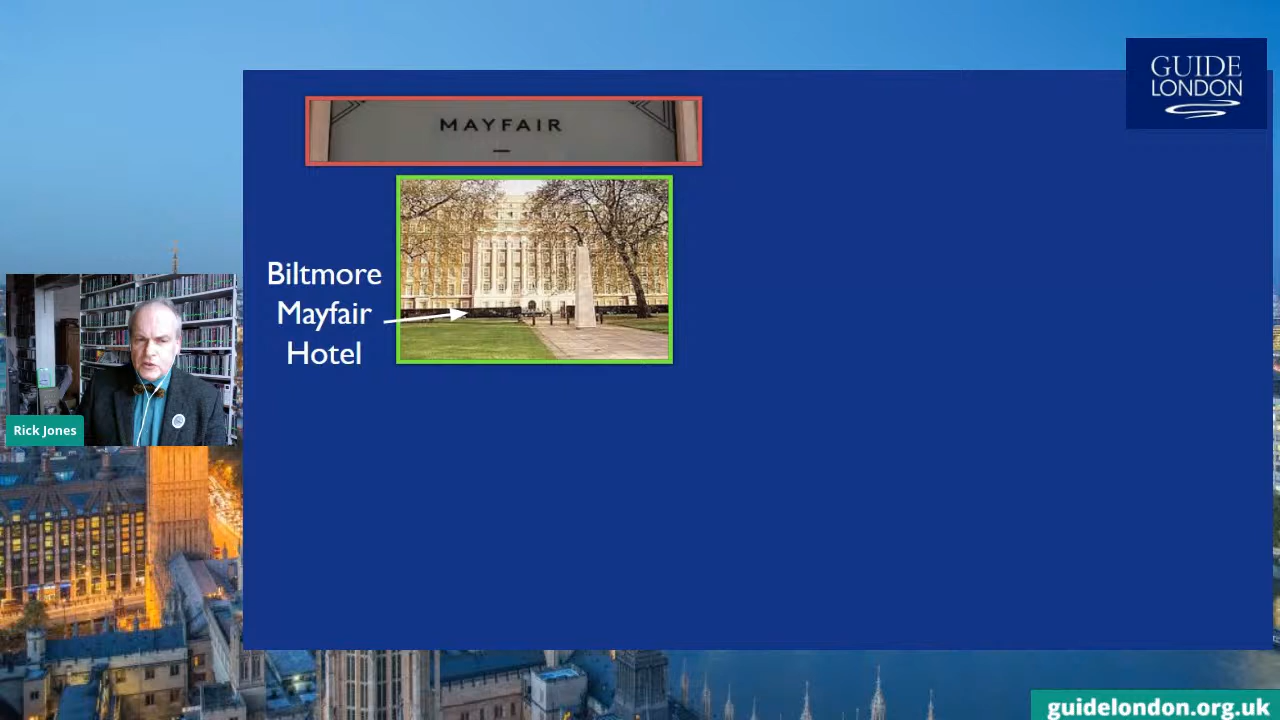 GUIDE
LONDON
MAYFAIR
Biltmore
Mayfair
Hotel
Rick Jones
guidelondon.org.uk